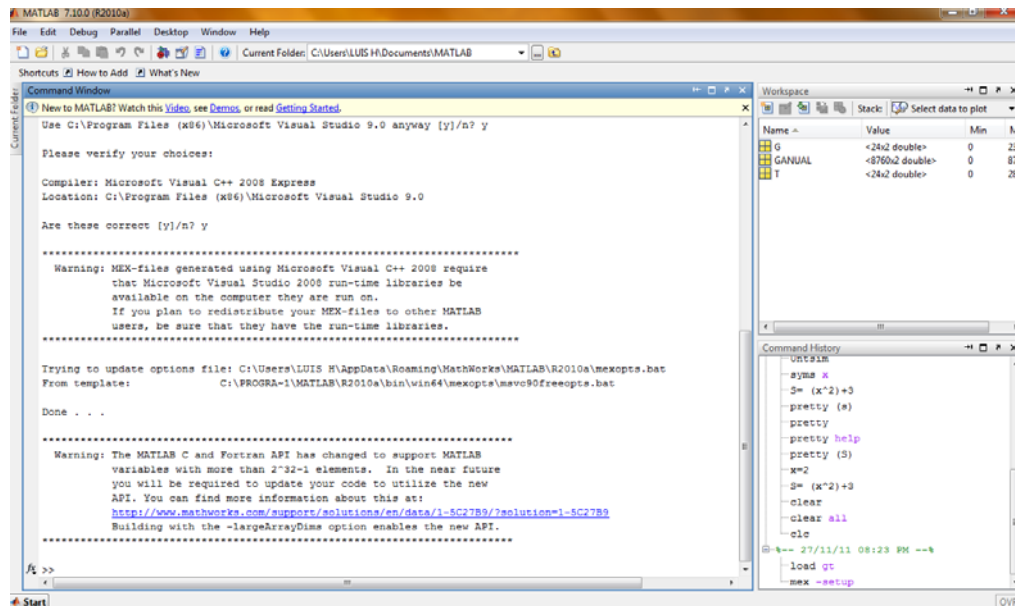 MATLAB 7.10.0 (R2010a)
File Edit Debug Parallel Desktop Window Help
Current Folder: C:\Users\LUIS H\Documents\MATLAB
Shortcuts How to Add What's New
Current Folder
Command Window
New to MATLAB? Watch this Video, see Demos, or read Getting Started.
Use C:\Program Files (x86)\Microsoft Visual Studio 9.0 anyway [y]/n? y
Please verify your choices:
Compiler: Microsoft Visual C++ 2008 Express
Location: C:\Program Files (x86)\Microsoft Visual Studio 9.0
Are these correct [y]/n? y
************************************************************************************
Warning: MEX-files generated using Microsoft Visual C++ 2008 require
that Microsoft Visual Studio 2008 run-time libraries be
available on the computer they are run on.
If you plan to redistribute your MEX-files to other MATLAB
users, be sure that they have the run-time libraries.
************************************************************************************
Trying to update options file: C:\Users\LUIS H\AppData\Roaming\MathWorks\MATLAB\R2010a\mexopts.bat
From template: C:\PROGRA~1\MATLAB\R2010a\bin\win64\mexopts\msvc90freeopts.bat
Done . . .
************************************************************************************
Warning: The MATLAB C and Fortran API has changed to support MATLAB
variables with more than 2^32-1 elements. In the near future
you will be required to update your code to utilize the new
API. You can find more information about this at:
http://www.mathworks.com/support/solutions/en/data/1-5C27B9/?solution=1-5C27B9
Building with the -largeArrayDims option enables the new API.
************************************************************************************
fx >>
Start
Workspace
Stack: Select data to plot
Name Value Min M
G <24x2 double> 0 23
GANUAL <8760x2 double> 0 87
T <24x2 double> 0 28
Command History
syms x
S= (x^2)+3
pretty (s)
pretty
pretty help
pretty (S)
x=2
S= (x^2)+3
clear
clear all
clc
%-- 27/11/11 08:23 PM --%
load gt
mex -setup
OVR